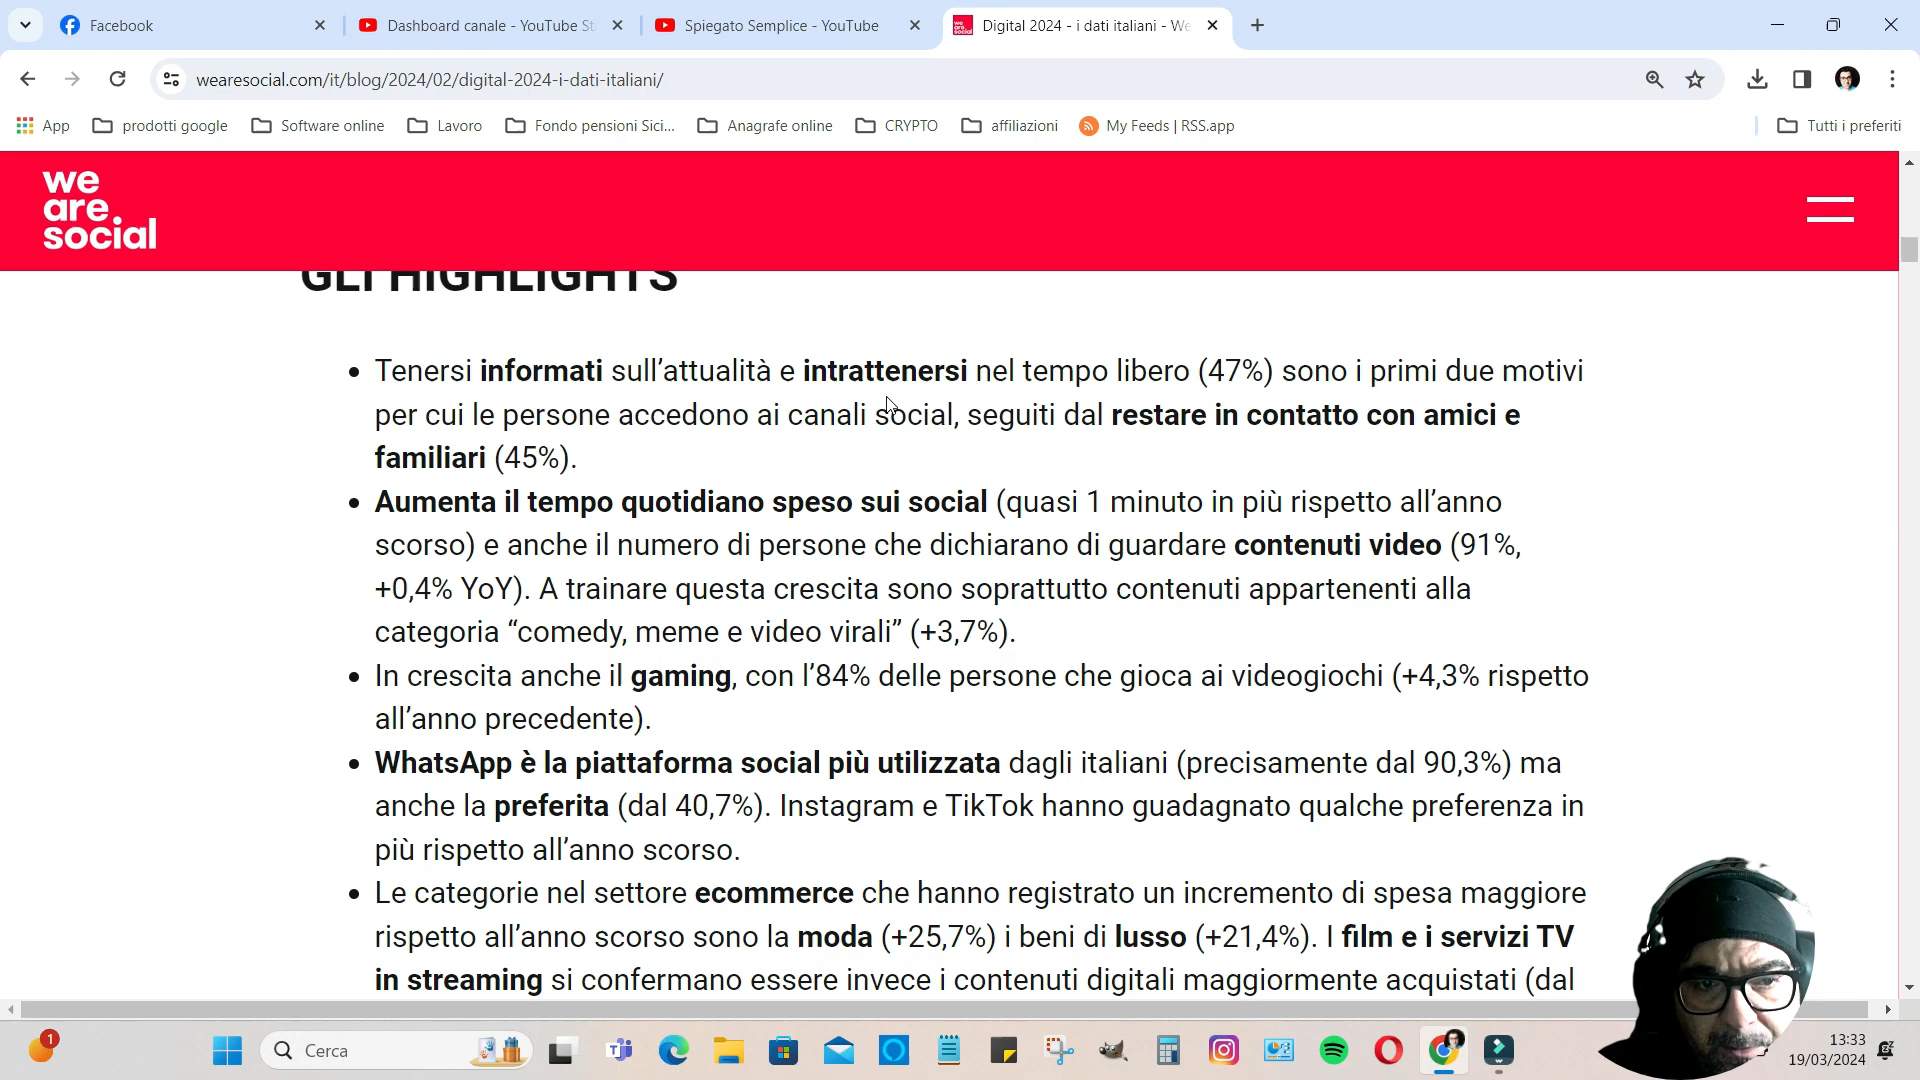 Facebook
Dashboard canale - YouTube St
Spiegato Semplice - YouTube
Digital 2024 - i dati italiani - We
wearesocial.com/it/blog/2024/02/digital-2024-i-dati-italiani/
App
prodotti google
Software online
Lavoro
Fondo pensioni Sici...
Anagrafe online
CRYPTO
affiliazioni
My Feeds | RSS.app
Tutti i preferiti
we
are
social
GLI HIGHLIGHTS
Tenersi informati sull'attualità e intrattenersi nel tempo libero (47%) sono i primi due motivi
per cui le persone accedono ai canali social, seguiti dal restare in contatto con amici e
familiari (45%).
Aumenta il tempo quotidiano speso sui social (quasi 1 minuto in più rispetto all'anno
scorso) e anche il numero di persone che dichiarano di guardare contenuti video (91%,
+0,4% YoY). A trainare questa crescita sono soprattutto contenuti appartenenti alla
categoria “comedy, meme e video virali” (+3,7%).
In crescita anche il gaming, con l'84% delle persone che gioca ai videogiochi (+4,3% rispetto
all'anno precedente).
WhatsApp è la piattaforma social più utilizzata dagli italiani (precisamente dal 90,3%) ma
anche la preferita (dal 40,7%). Instagram e TikTok hanno guadagnato qualche preferenza in
più rispetto all'anno scorso.
Le categorie nel settore ecommerce che hanno registrato un incremento di spesa maggiore
rispetto all'anno scorso sono la moda (+25,7%) i beni di lusso (+21,4%). I film e i servizi TV
in streaming si confermano essere invece i contenuti digitali maggiormente acquistati (dal
1
Cerca
13:33
19/03/2024